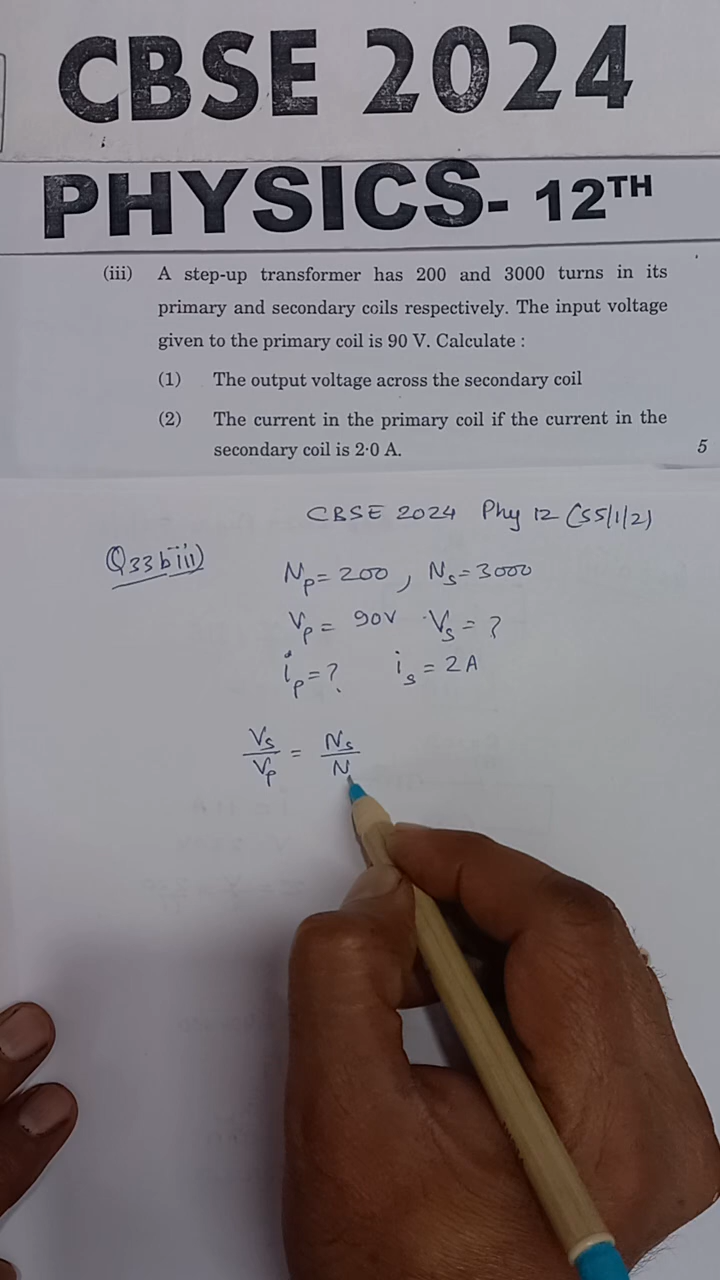 CBSE 2024
PHYSICS- 12TH
(iii) A step-up transformer has 200 and 3000 turns in its
primary and secondary coils respectively. The input voltage
given to the primary coil is 90 V. Calculate :
(1) The output voltage across the secondary coil
(2) The current in the primary coil if the current in the
secondary coil is 2·0 A. 5
CBSE 2024 Phy 12 (55/1/2)
Q33 b iii)
Np = 200 , Ns = 3000
Vp = 90V Vs = ?
ip = ? is = 2A
Vs/Vp = Ns/N